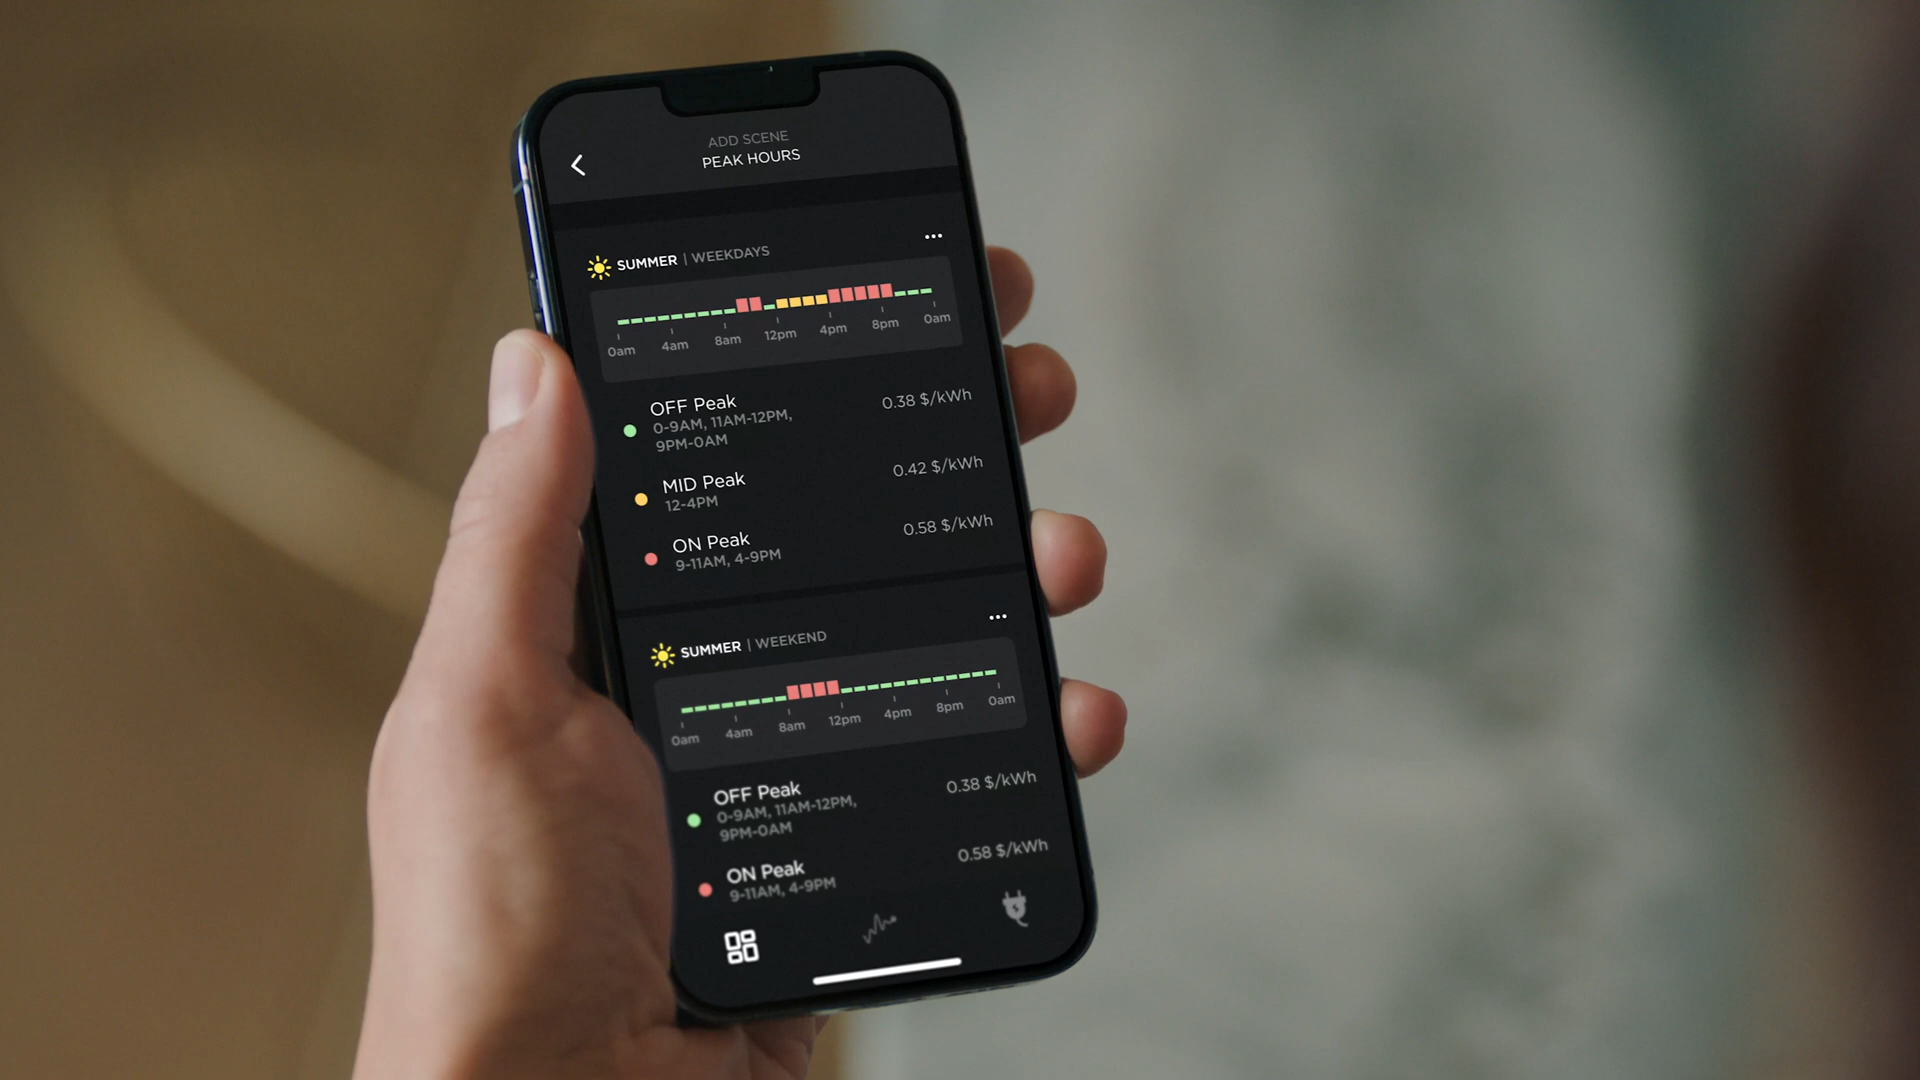 ADD SCENE
PEAK HOURS
SUMMER | WEEKDAYS
0am 4am 8am 12pm 4pm 8pm 0am
OFF Peak 0.38 $/kWh
0-9AM, 11AM-12PM,
9PM-0AM
MID Peak 0.42 $/kWh
12-4PM
ON Peak 0.58 $/kWh
9-11AM, 4-9PM
SUMMER | WEEKEND
0am 4am 8am 12pm 4pm 8pm 0am
OFF Peak 0.38 $/kWh
0-9AM, 11AM-12PM,
9PM-0AM
ON Peak 0.58 $/kWh
9-11AM, 4-9PM